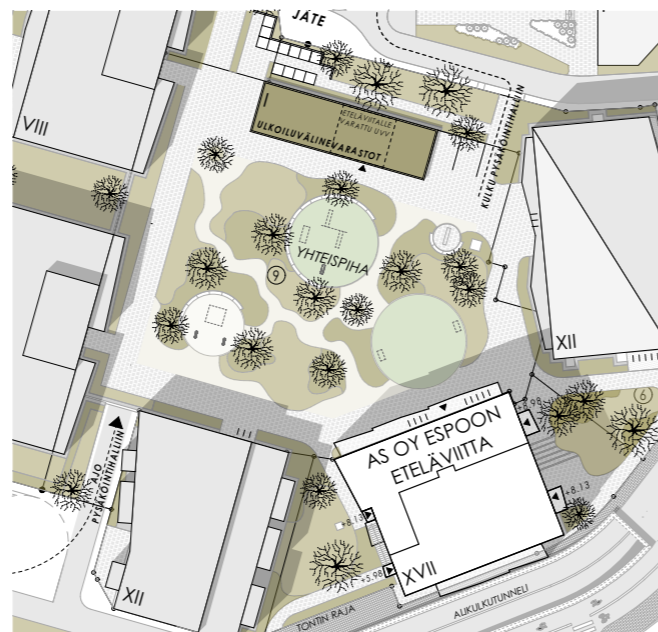 JÄTE
I
ETELÄVIITALLE
VARATTU UVV
ULKOILUVÄLINEVARASTOT
VIII
KULKU PYSÄKÖINTIHALLIIN
YHTEISPIHA
9
XII
6
+5.98
AS OY ESPOON
ETELÄVIITTA
AJO
PYSÄKÖINTIHALLIIN
+8.13
+8.13
+5.98
XVII
XII
TONTIN RAJA
ALIKULKUTUNNELI